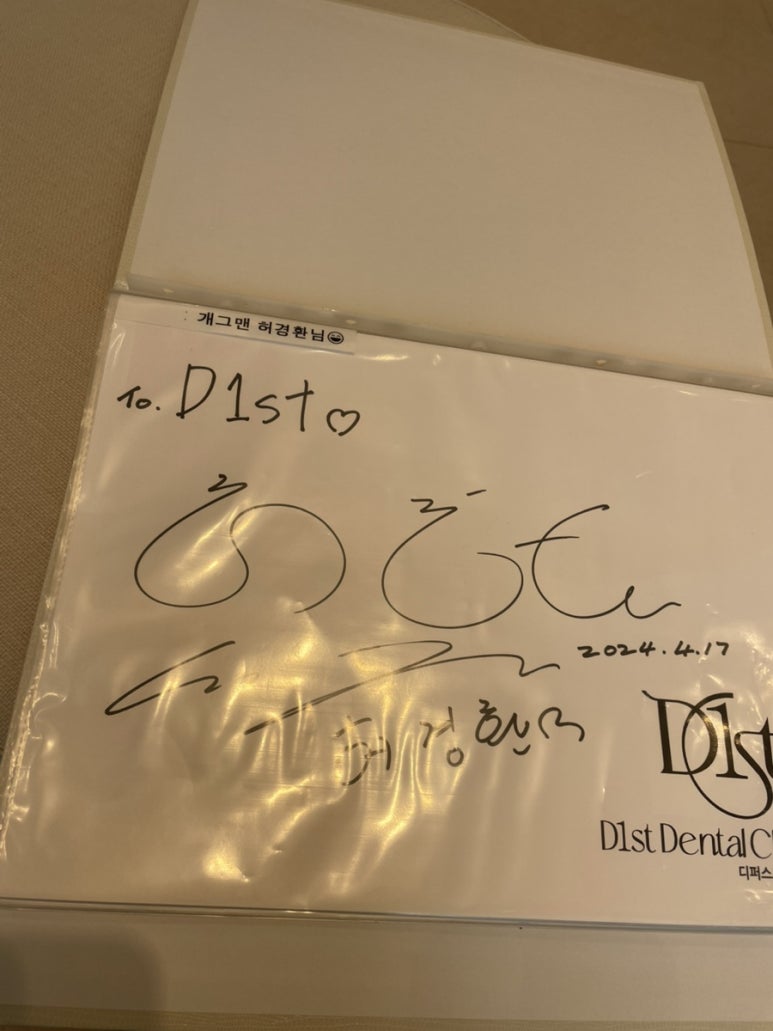 : 개그맨 허경환님😄
To. D1st♡
2024.4.17
허경환
D1st
D1st Dental C
디퍼스